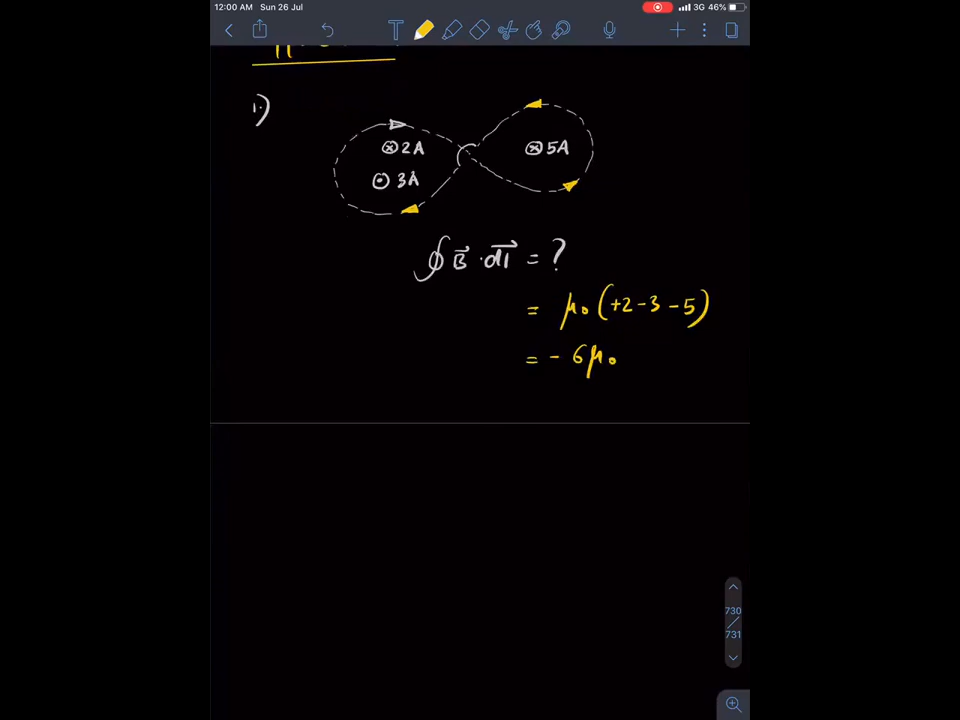 12:00 AM Sun 26 Jul 3G 46%
T
1.)
⊗ 2A ⊗ 5A
⊙ 3A
∮ B⃗ · dl⃗ = ?
= μ₀ (+2 - 3 - 5)
= - 6μ₀
730
731